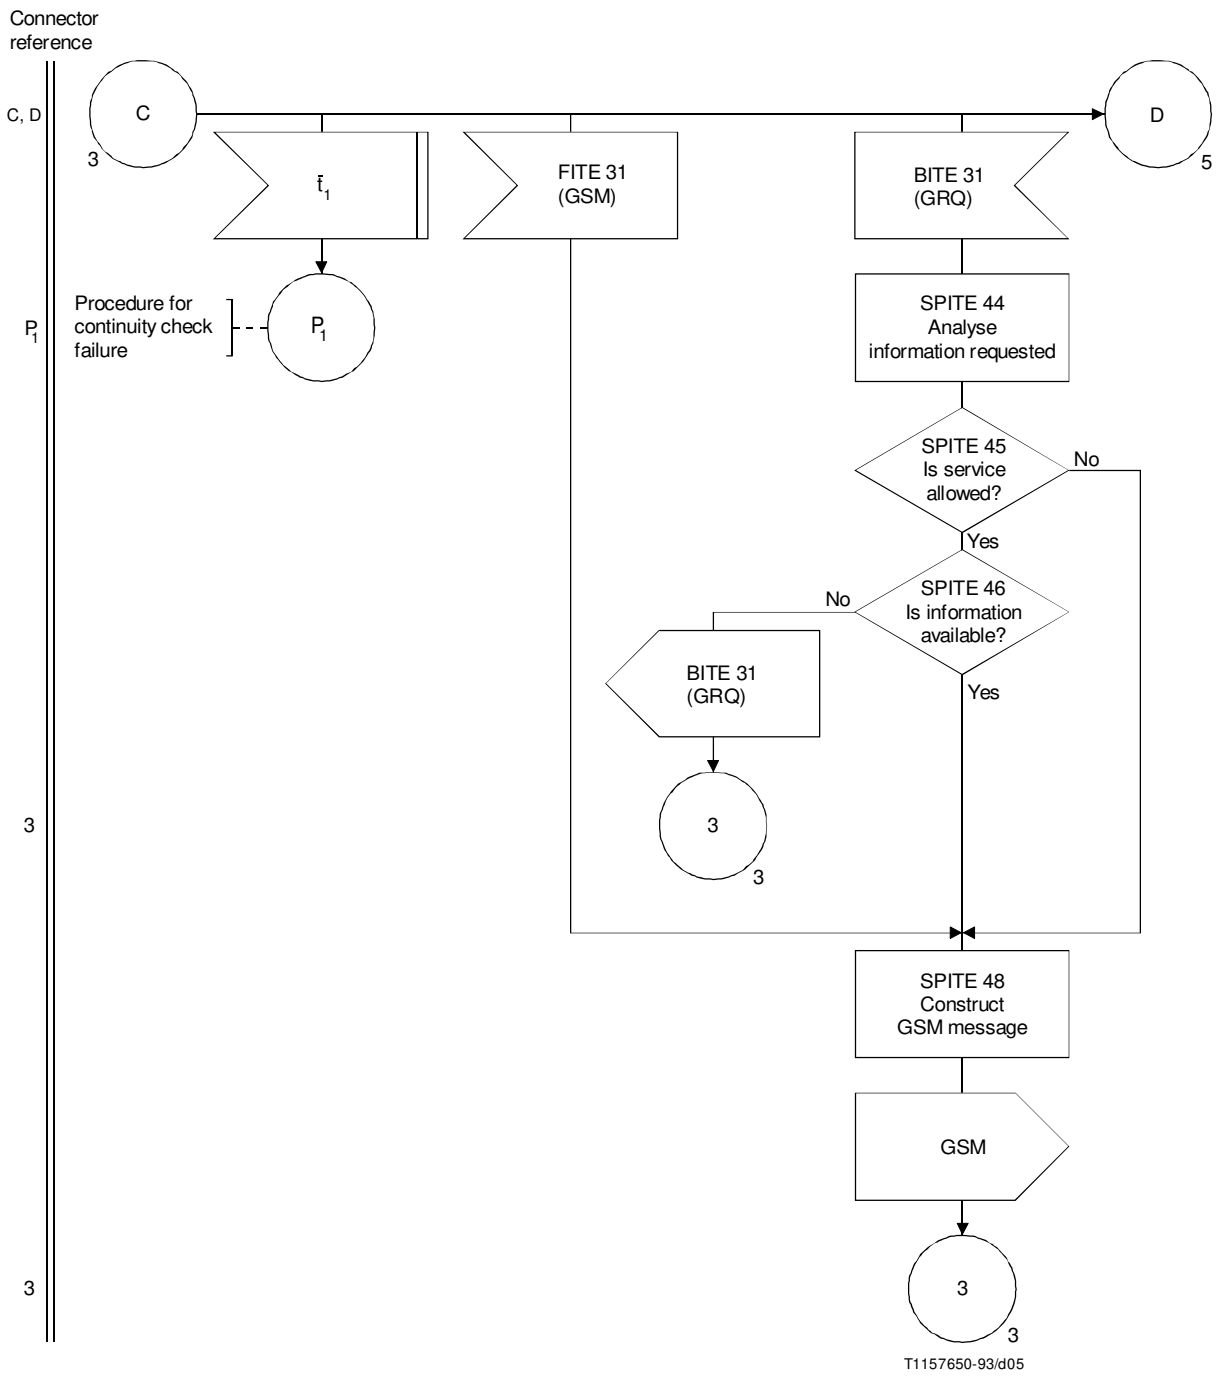 Connector
reference
C, D
C
3
D
5
t̄1
FITE 31
(GSM)
BITE 31
(GRQ)
P1
Procedure for
continuity check
failure
P1
SPITE 44
Analyse
information requested
SPITE 45
Is service
allowed?
No
Yes
SPITE 46
Is information
available?
No
Yes
BITE 31
(GRQ)
3
3
3
SPITE 48
Construct
GSM message
GSM
3
3
3
T1157650-93/d05